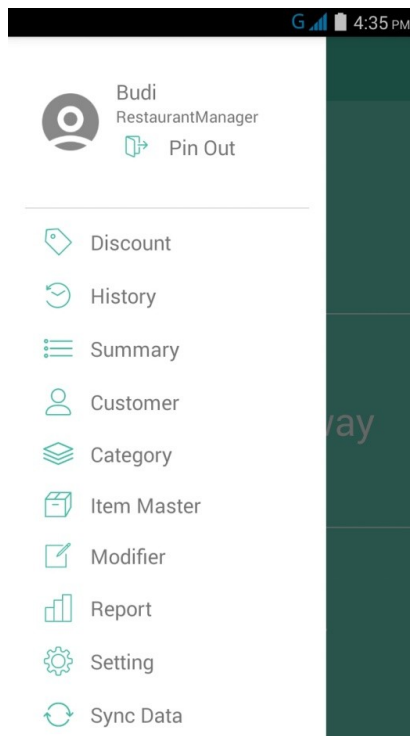 G 4:35 PM
Budi
RestaurantManager
Pin Out
Discount
History
Summary
Customer
Category
Item Master
Modifier
Report
Setting
Sync Data